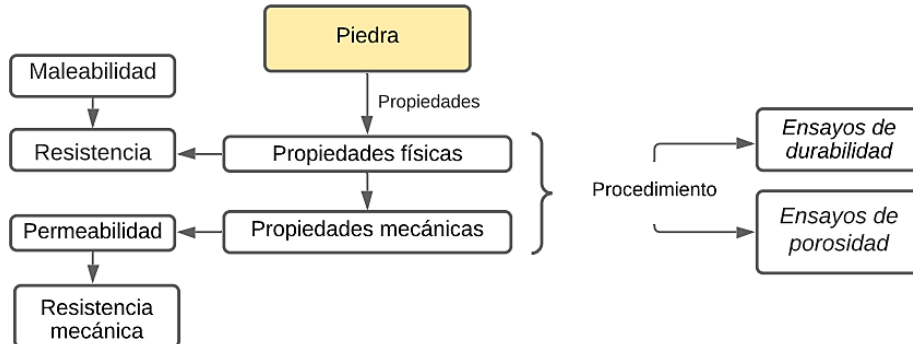 Piedra
Maleabilidad
Propiedades
Resistencia
Propiedades físicas
Ensayos de
durabilidad
Procedimiento
Permeabilidad
Propiedades mecánicas
Ensayos de
porosidad
Resistencia
mecánica